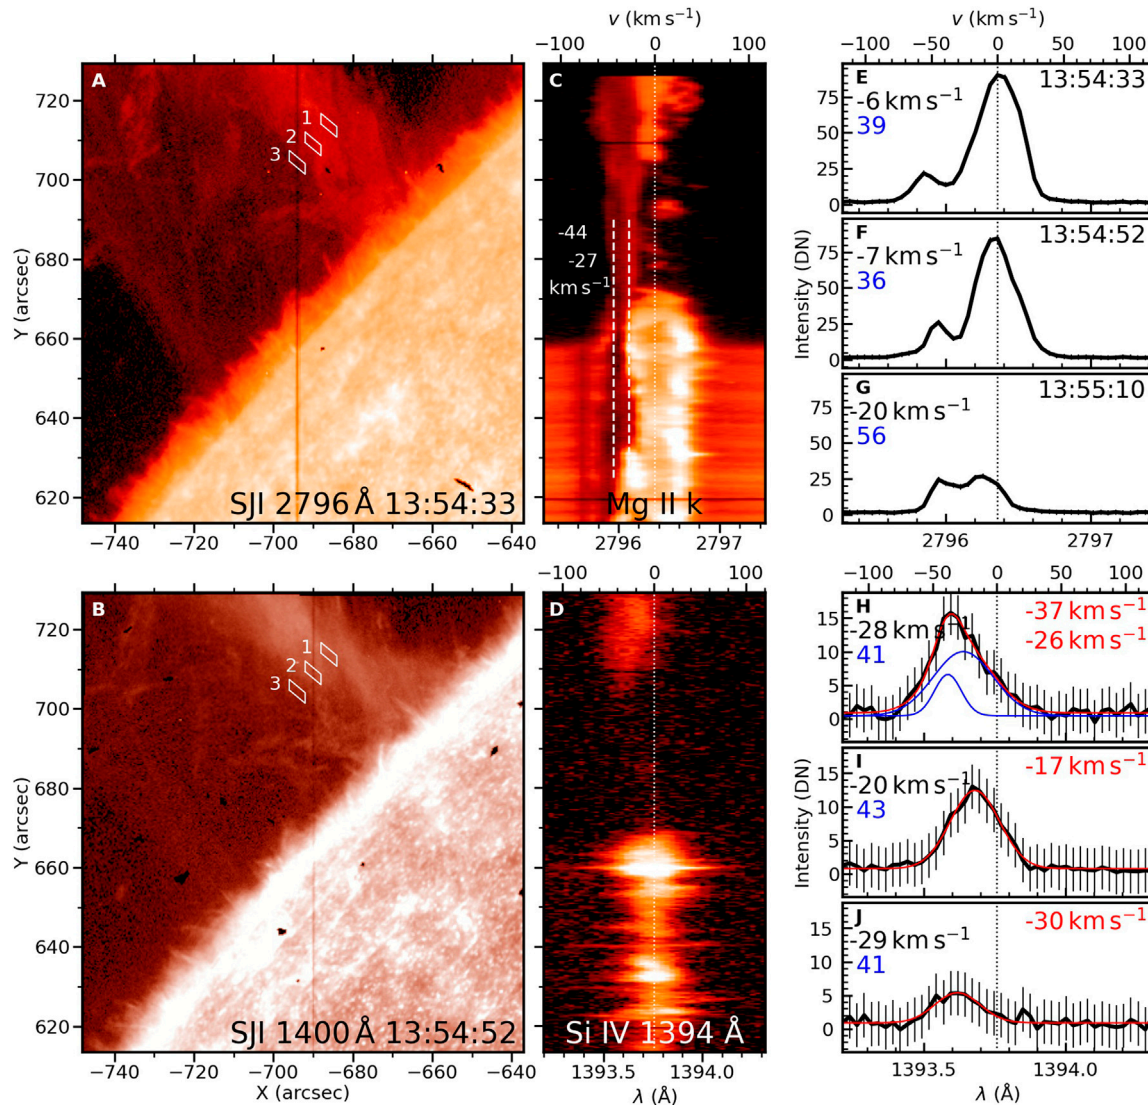 v (km s⁻¹)
−100 0 100
A
1
2
3
SJI 2796 Å 13:54:33
Y (arcsec)
720
700
680
660
640
620
−740 −720 −700 −680 −660 −640
C
-44
-27
km s⁻¹
Mg II k
2796 2797
v (km s⁻¹)
−100 −50 0 50 100
E 13:54:33
-6 km s⁻¹
39
75
50
25
0
F 13:54:52
-7 km s⁻¹
36
Intensity (DN)
75
50
25
0
G 13:55:10
-20 km s⁻¹
56
75
50
25
0
2796 2797
B
1
2
3
SJI 1400 Å 13:54:52
Y (arcsec)
720
700
680
660
640
620
−740 −720 −700 −680 −660 −640
X (arcsec)
−100 0 100
D
Si IV 1394 Å
1393.5 1394.0
λ (Å)
−100 −50 0 50 100
H -37 km s⁻¹
-28 km s⁻¹ -26 km s⁻¹
41
15
10
5
0
I -17 km s⁻¹
-20 km s⁻¹
43
Intensity (DN)
15
10
5
0
J -30 km s⁻¹
-29 km s⁻¹
41
15
10
5
0
1393.5 1394.0
λ (Å)